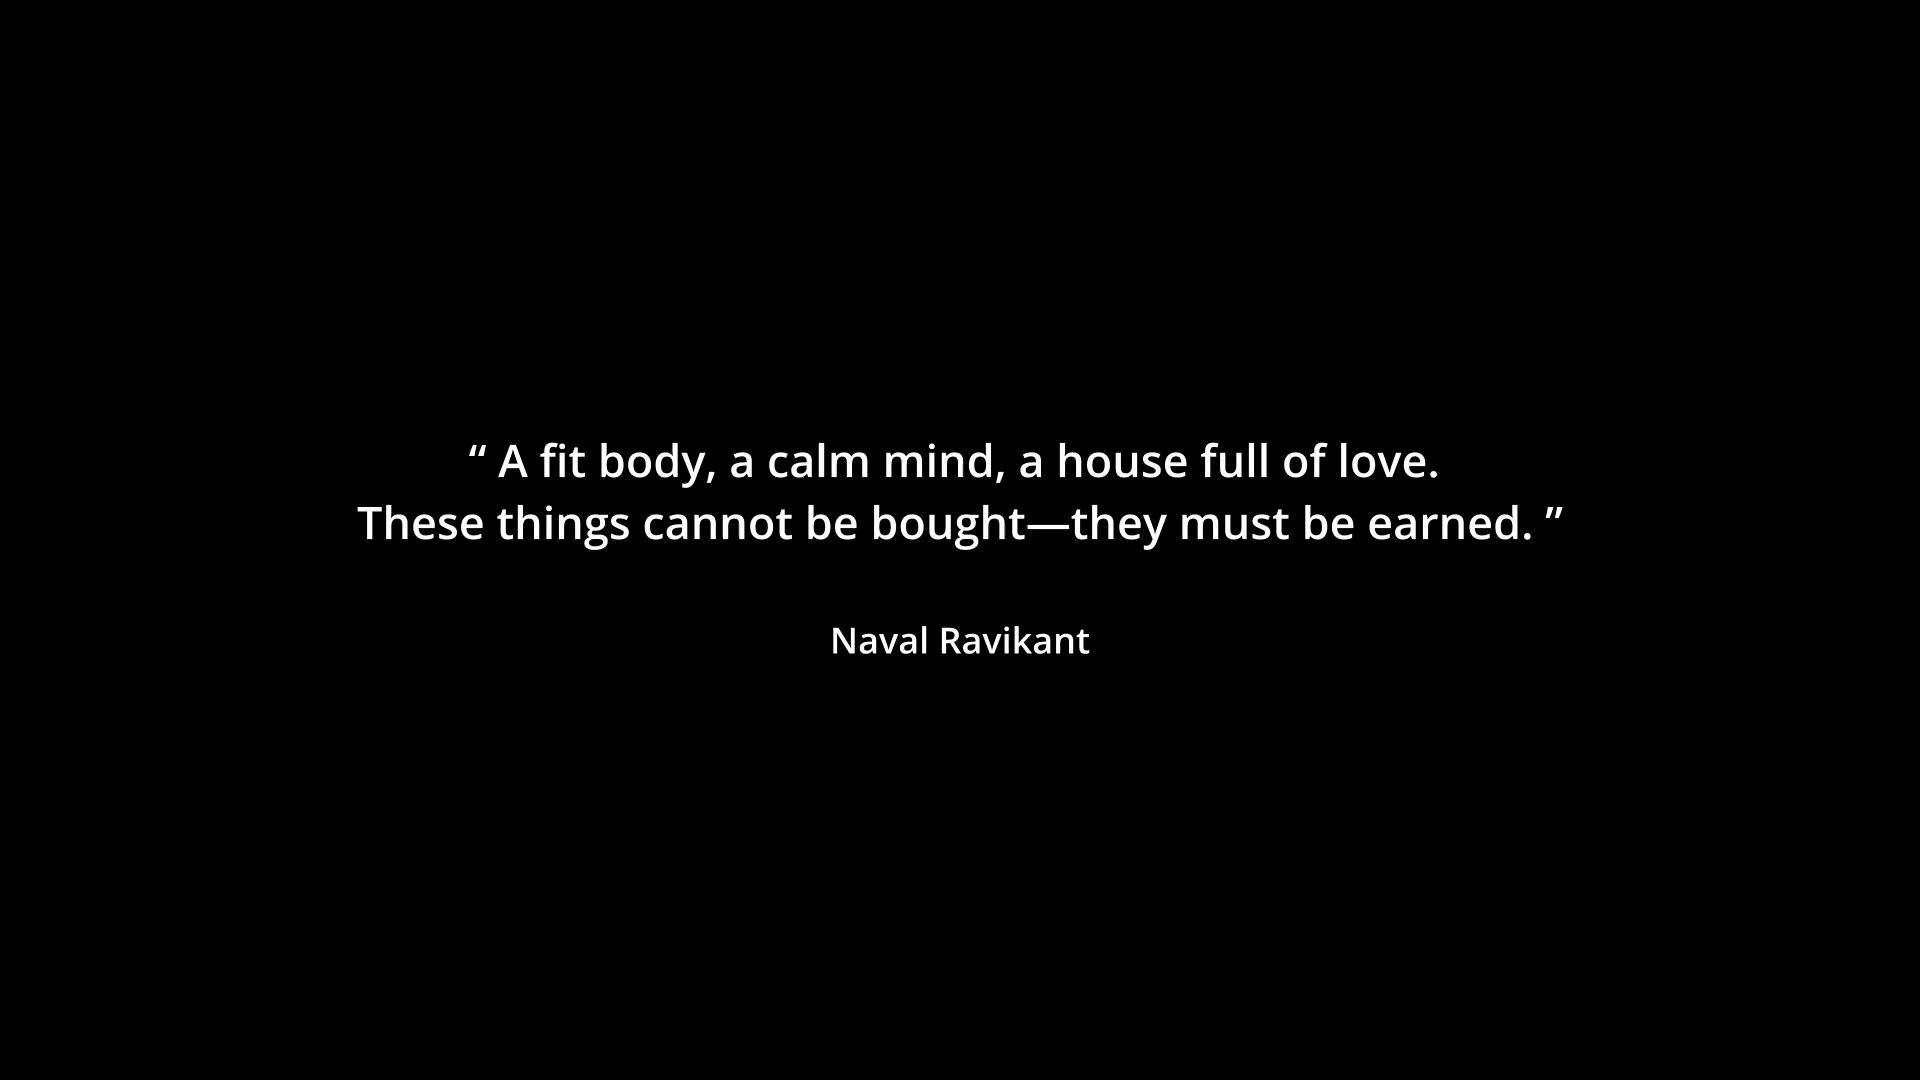 “ A fit body, a calm mind, a house full of love.
These things cannot be bought—they must be earned. ”
Naval Ravikant